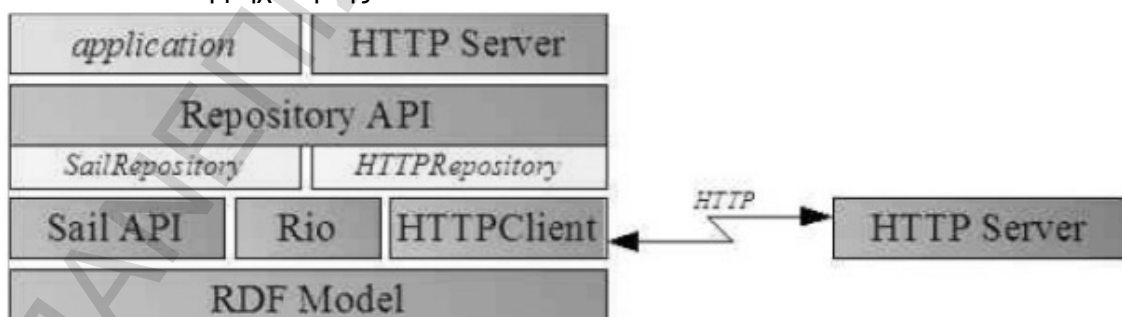 application HTTP Server
Repository API
SailRepository HTTPRepository
HTTP
Sail API Rio HTTPClient HTTP Server
RDF Model